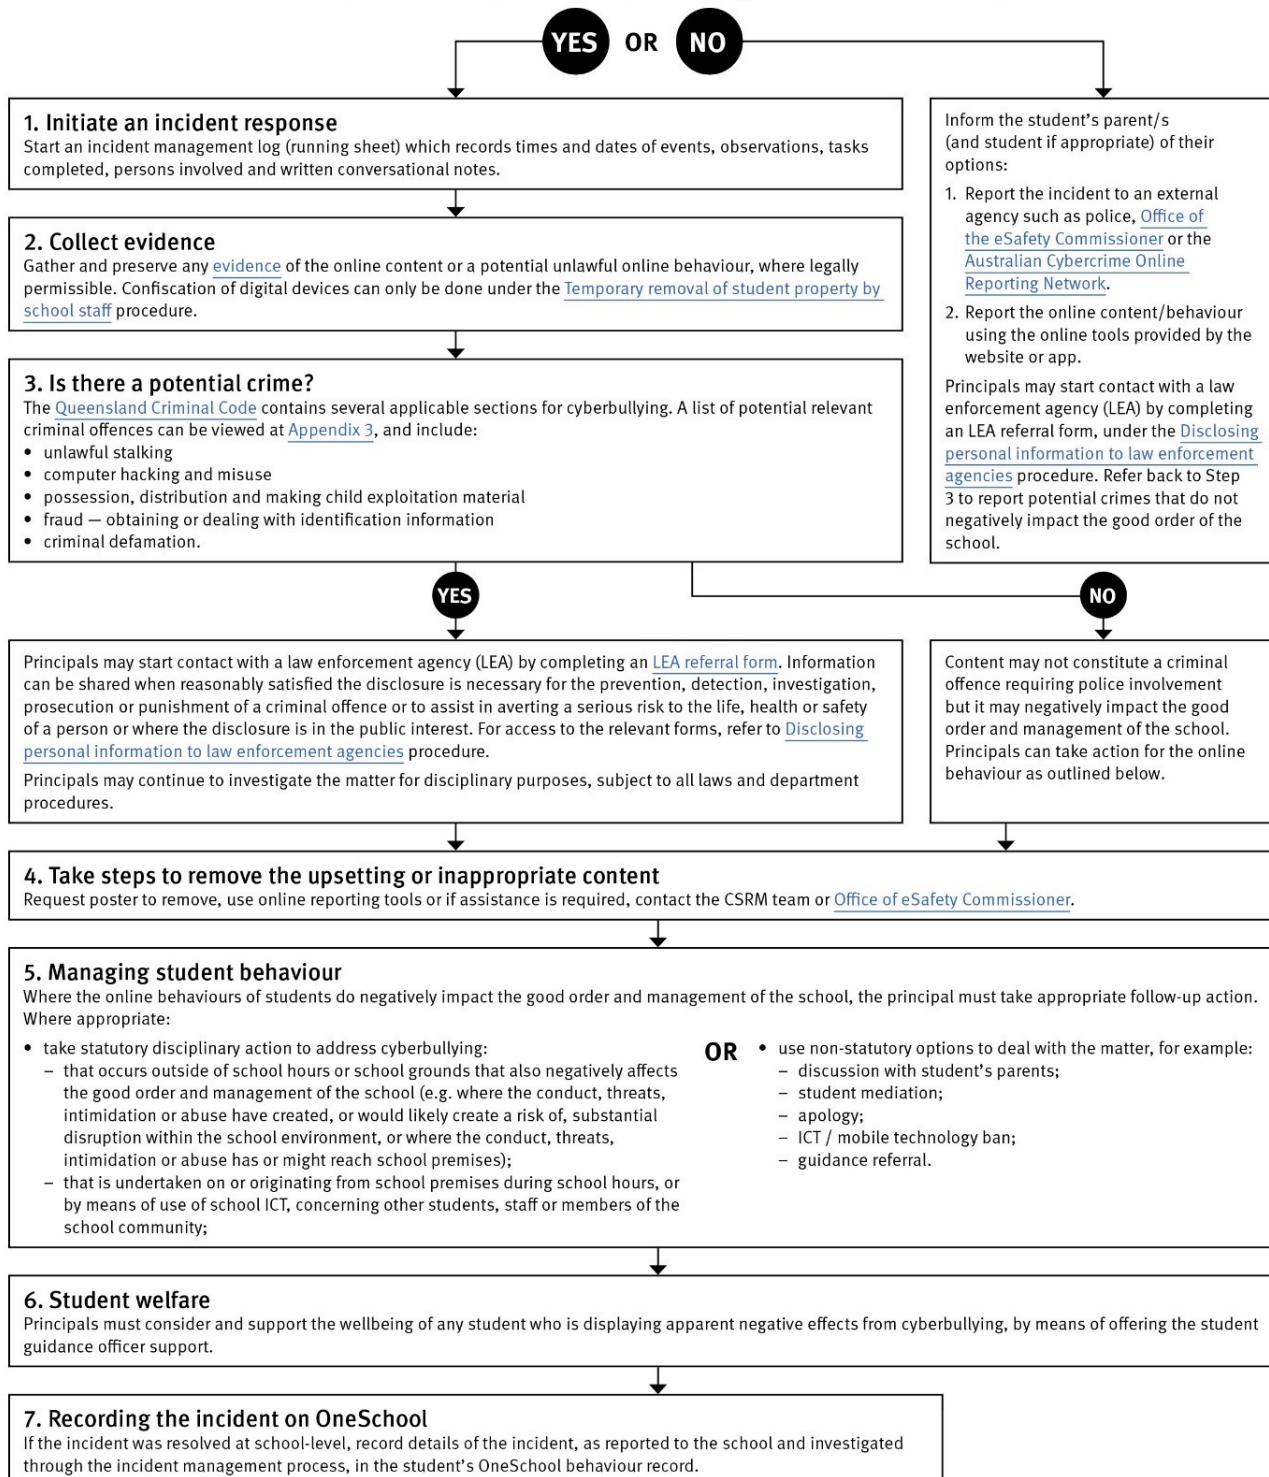 YES OR NO
1. Initiate an incident response
Start an incident management log (running sheet) which records times and dates of events, observations, tasks
completed, persons involved and written conversational notes.
2. Collect evidence
Gather and preserve any evidence of the online content or a potential unlawful online behaviour, where legally
permissible. Confiscation of digital devices can only be done under the Temporary removal of student property by
school staff procedure.
3. Is there a potential crime?
The Queensland Criminal Code contains several applicable sections for cyberbullying. A list of potential relevant
criminal offences can be viewed at Appendix 3, and include:
• unlawful stalking
• computer hacking and misuse
• possession, distribution and making child exploitation material
• fraud — obtaining or dealing with identification information
• criminal defamation.
Inform the student's parent/s
(and student if appropriate) of their
options:
1. Report the incident to an external
agency such as police, Office of
the eSafety Commissioner or the
Australian Cybercrime Online
Reporting Network.
2. Report the online content/behaviour
using the online tools provided by the
website or app.
Principals may start contact with a law
enforcement agency (LEA) by completing
an LEA referral form, under the Disclosing
personal information to law enforcement
agencies procedure. Refer back to Step
3 to report potential crimes that do not
negatively impact the good order of the
school.
YES
NO
Principals may start contact with a law enforcement agency (LEA) by completing an LEA referral form. Information
can be shared when reasonably satisfied the disclosure is necessary for the prevention, detection, investigation,
prosecution or punishment of a criminal offence or to assist in averting a serious risk to the life, health or safety
of a person or where the disclosure is in the public interest. For access to the relevant forms, refer to Disclosing
personal information to law enforcement agencies procedure.
Principals may continue to investigate the matter for disciplinary purposes, subject to all laws and department
procedures.
Content may not constitute a criminal
offence requiring police involvement
but it may negatively impact the good
order and management of the school.
Principals can take action for the online
behaviour as outlined below.
4. Take steps to remove the upsetting or inappropriate content
Request poster to remove, use online reporting tools or if assistance is required, contact the CSRM team or Office of eSafety Commissioner.
5. Managing student behaviour
Where the online behaviours of students do negatively impact the good order and management of the school, the principal must take appropriate follow-up action.
Where appropriate:
• take statutory disciplinary action to address cyberbullying:
– that occurs outside of school hours or school grounds that also negatively affects
the good order and management of the school (e.g. where the conduct, threats,
intimidation or abuse have created, or would likely create a risk of, substantial
disruption within the school environment, or where the conduct, threats,
intimidation or abuse has or might reach school premises);
– that is undertaken on or originating from school premises during school hours, or
by means of use of school ICT, concerning other students, staff or members of the
school community;
OR
• use non-statutory options to deal with the matter, for example:
– discussion with student's parents;
– student mediation;
– apology;
– ICT / mobile technology ban;
– guidance referral.
6. Student welfare
Principals must consider and support the wellbeing of any student who is displaying apparent negative effects from cyberbullying, by means of offering the student
guidance officer support.
7. Recording the incident on OneSchool
If the incident was resolved at school-level, record details of the incident, as reported to the school and investigated
through the incident management process, in the student's OneSchool behaviour record.